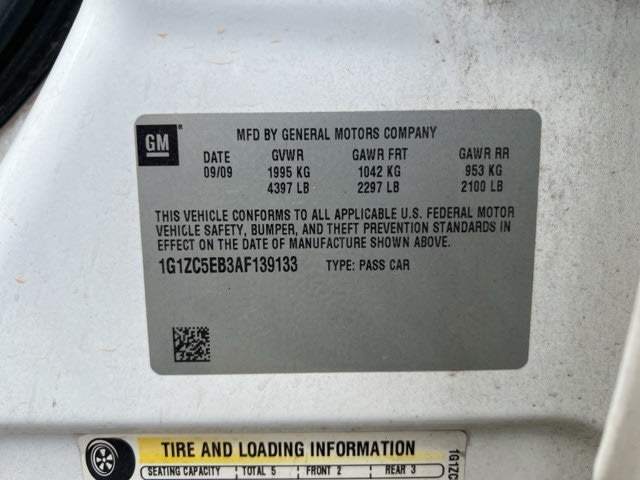 GM
MFD BY GENERAL MOTORS COMPANY
DATE GVWR GAWR FRT GAWR RR
09/09 1995 KG 1042 KG 953 KG
4397 LB 2297 LB 2100 LB
THIS VEHICLE CONFORMS TO ALL APPLICABLE U.S. FEDERAL MOTOR
VEHICLE SAFETY, BUMPER, AND THEFT PREVENTION STANDARDS IN
EFFECT ON THE DATE OF MANUFACTURE SHOWN ABOVE.
1G1ZC5EB3AF139133 TYPE: PASS CAR
TIRE AND LOADING INFORMATION
SEATING CAPACITY TOTAL 5 FRONT 2 REAR 3
1G1ZC